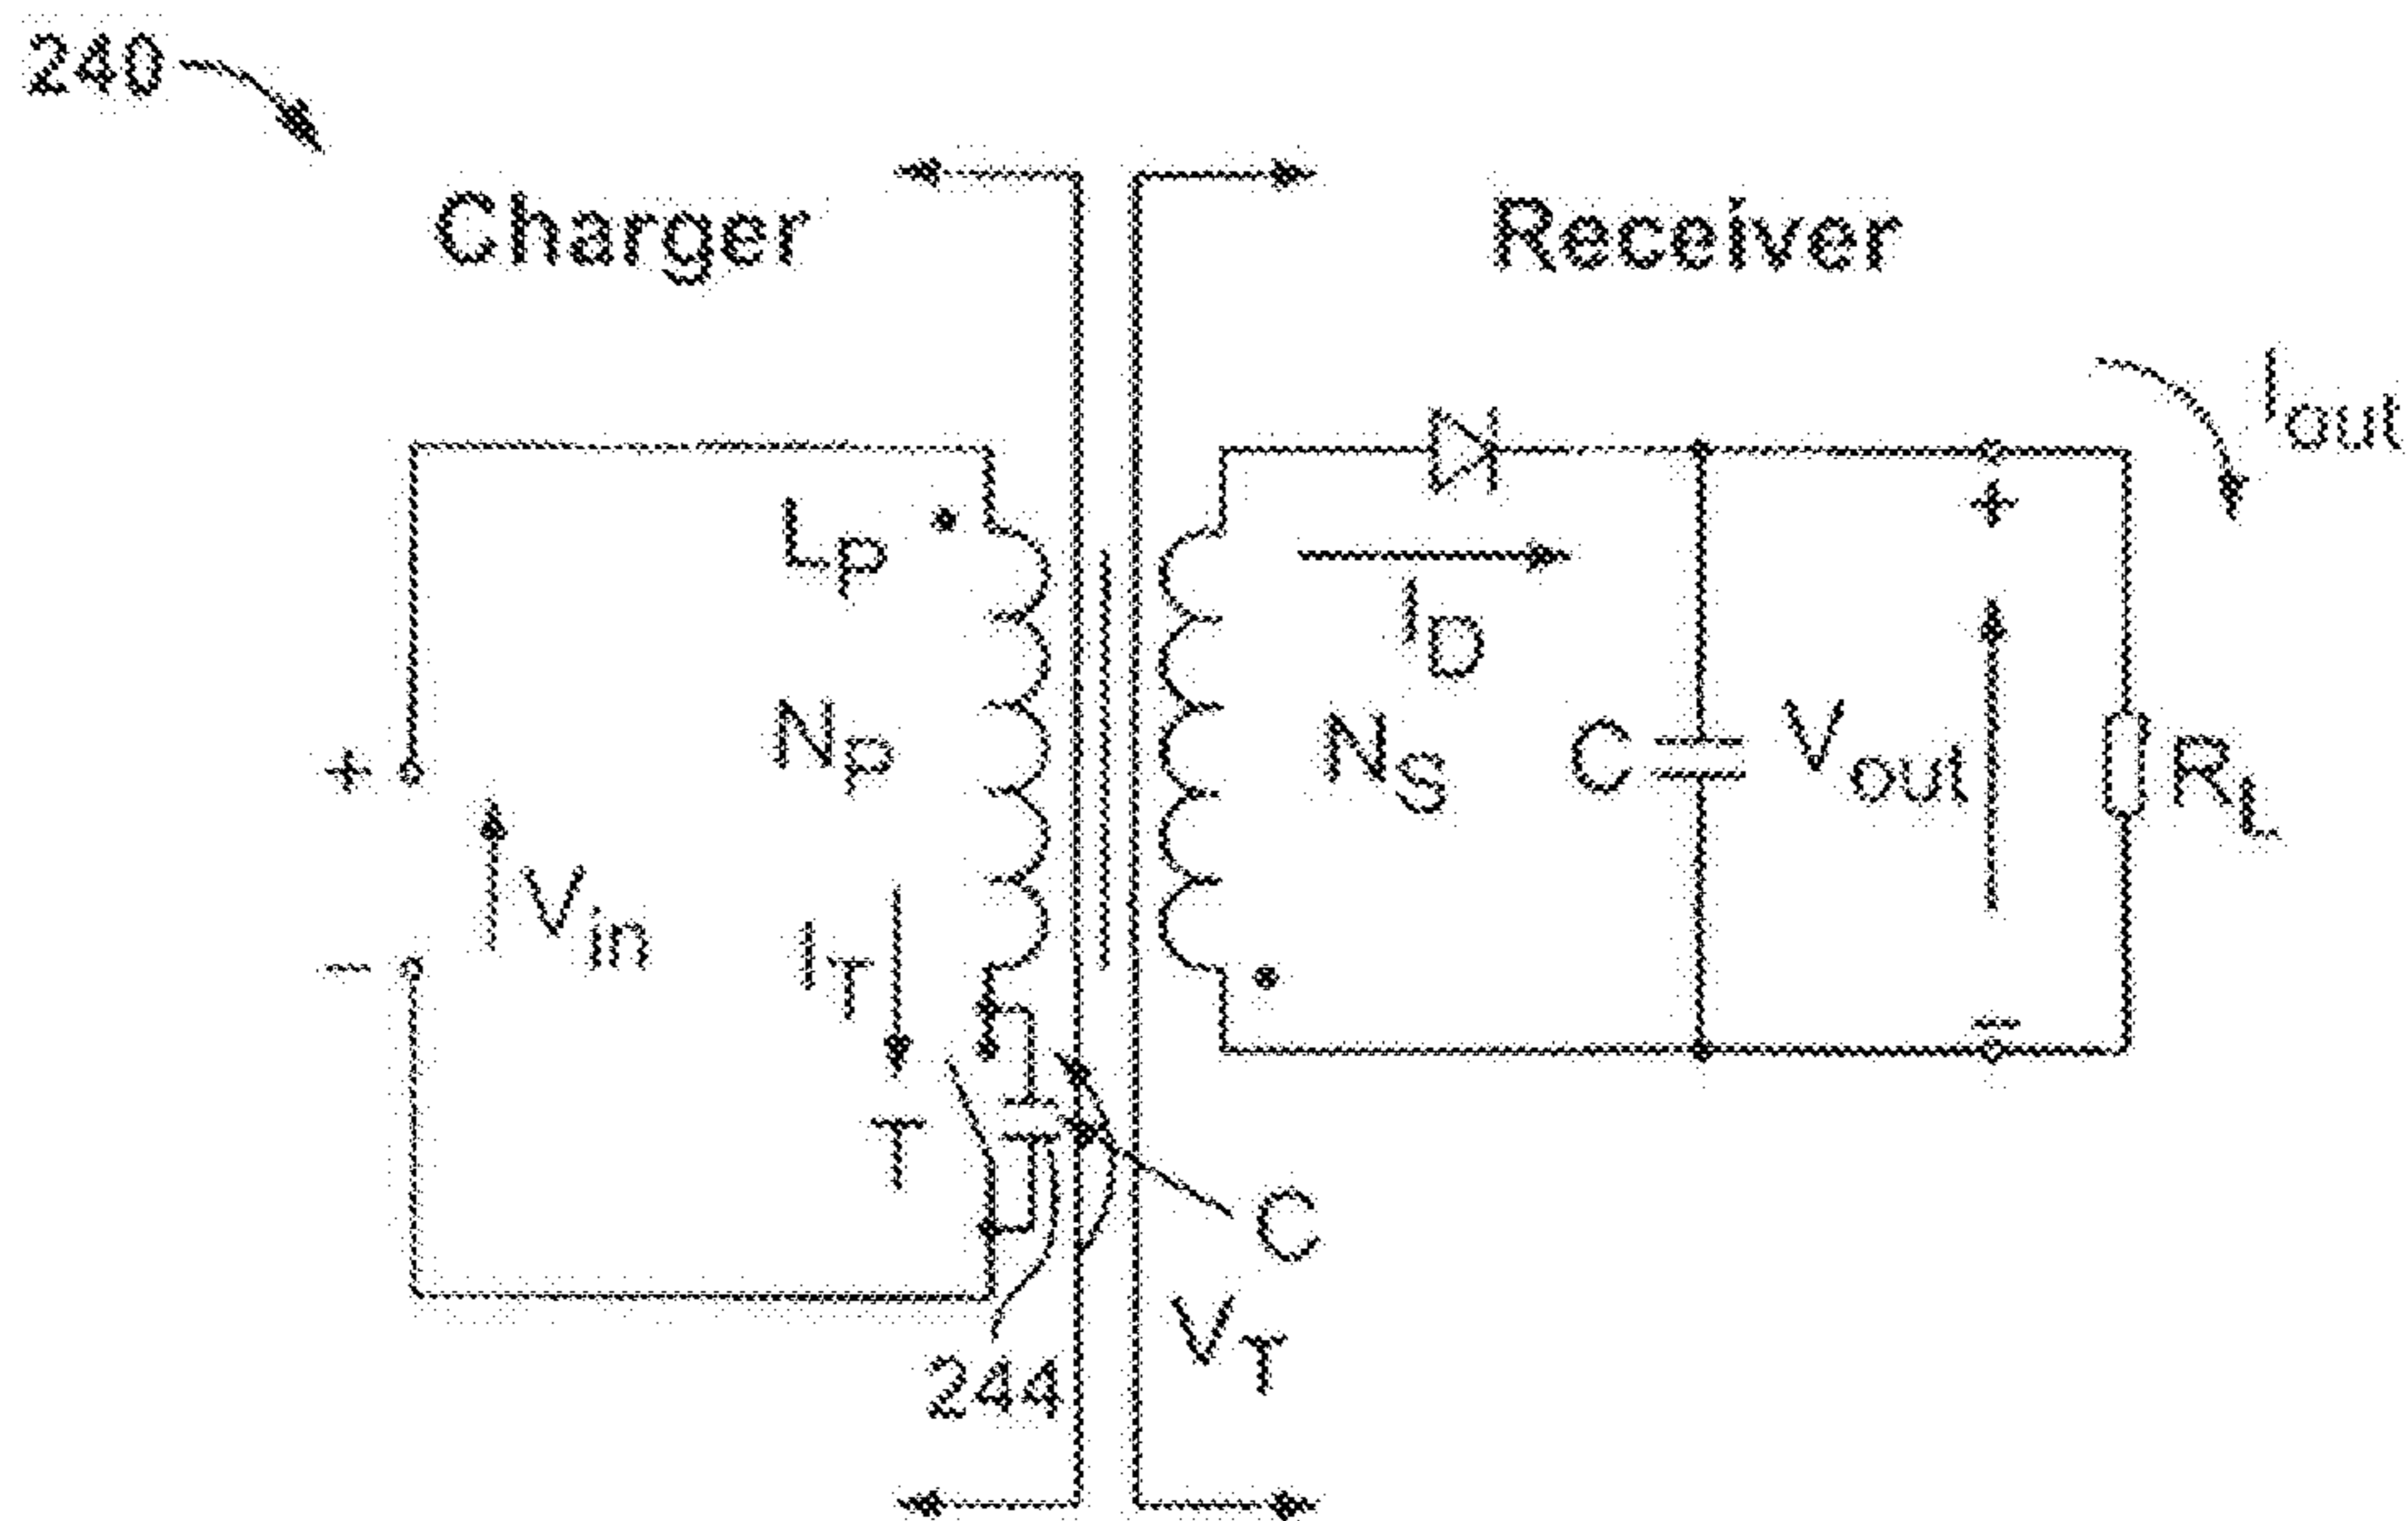 240
Charger
Receiver
Iout
LP
ID
NP
NS
C
Vout
RL
+
+
Vin
IT
-
-
T
C
VT
244